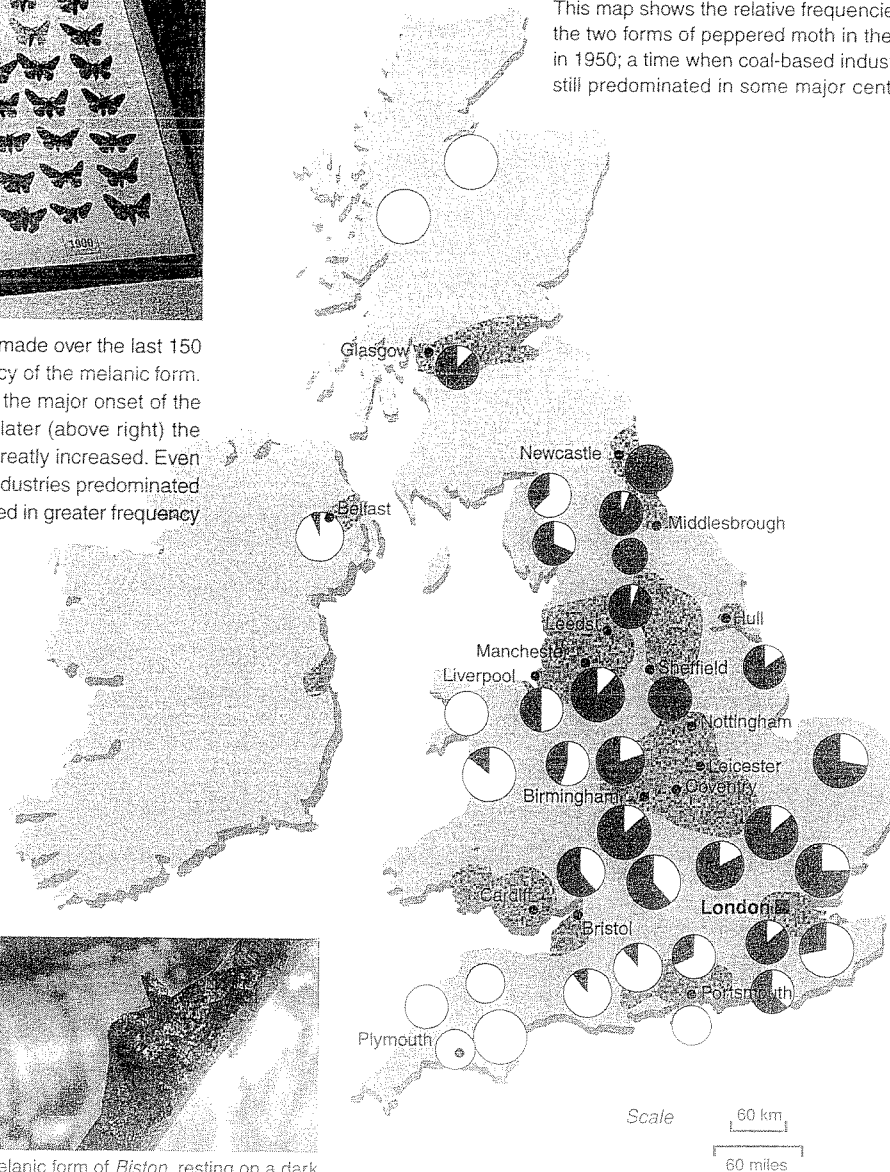 This map shows the relative frequencie
the two forms of peppered moth in the
in 1950; a time when coal-based indus
still predominated in some major cent
1900
made over the last 150
cy of the melanic form.
the major onset of the
later (above right) the
reatly increased. Even
ndustries predominated
ed in greater frequency
Glasgow
Newcastle
Belfast
Middlesbrough
Leeds
Hull
Manchester
Sheffield
Liverpool
Nottingham
Leicester
Coventry
Birmingham
Cardiff
London
Bristol
Portsmouth
Plymouth
Scale
60 km
60 miles
elanic form of Biston, resting on a dark